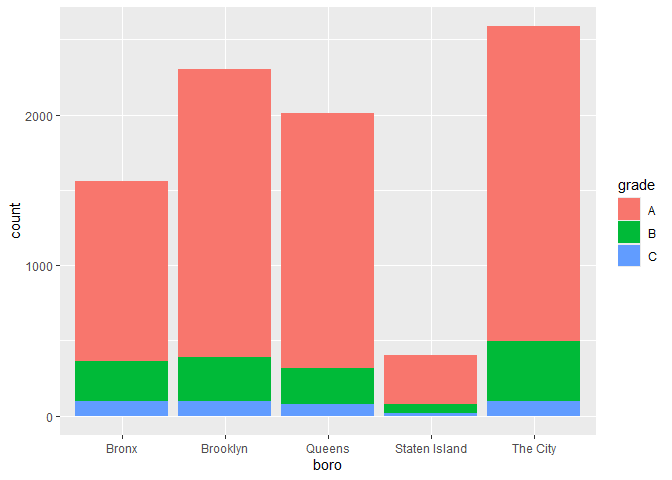 2000
1000
0
count
Bronx Brooklyn Queens Staten Island The City
boro
grade
A
B
C